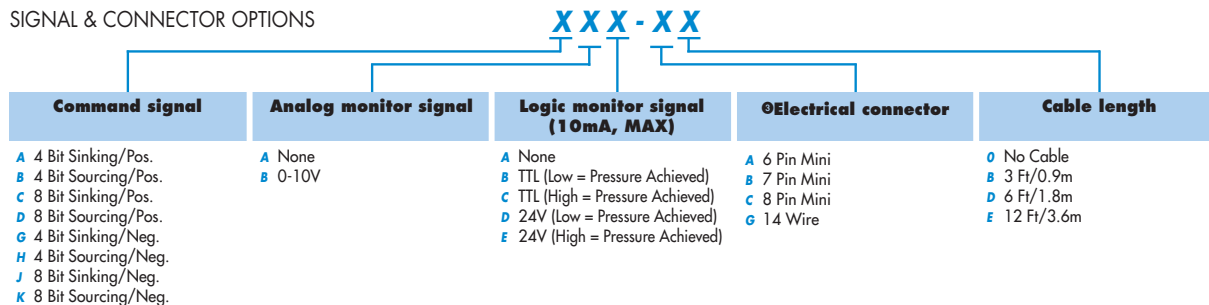 SIGNAL & CONNECTOR OPTIONS
X X X - X X
Command signal
A 4 Bit Sinking/Pos.
B 4 Bit Sourcing/Pos.
C 8 Bit Sinking/Pos.
D 8 Bit Sourcing/Pos.
G 4 Bit Sinking/Neg.
H 4 Bit Sourcing/Neg.
J 8 Bit Sinking/Neg.
K 8 Bit Sourcing/Neg.
Analog monitor signal
A None
B 0-10V
Logic monitor signal
(10mA, MAX)
A None
B TTL (Low = Pressure Achieved)
C TTL (High = Pressure Achieved)
D 24V (Low = Pressure Achieved)
E 24V (High = Pressure Achieved)
Electrical connector
A 6 Pin Mini
B 7 Pin Mini
C 8 Pin Mini
G 14 Wire
Cable length
0 No Cable
B 3 Ft/0.9m
D 6 Ft/1.8m
E 12 Ft/3.6m